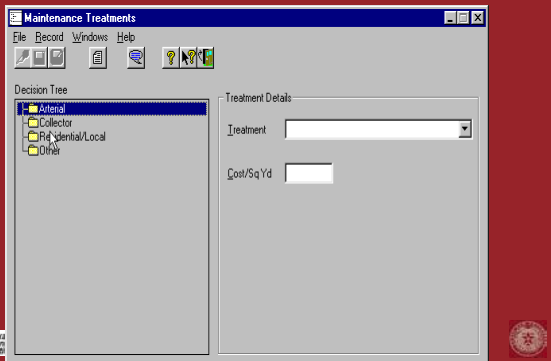 Maintenance Treatments
File Record Windows Help
Decision Tree
Arterial
Collector
Residential/Local
Other
Treatment Details
Treatment
Cost/Sq Yd